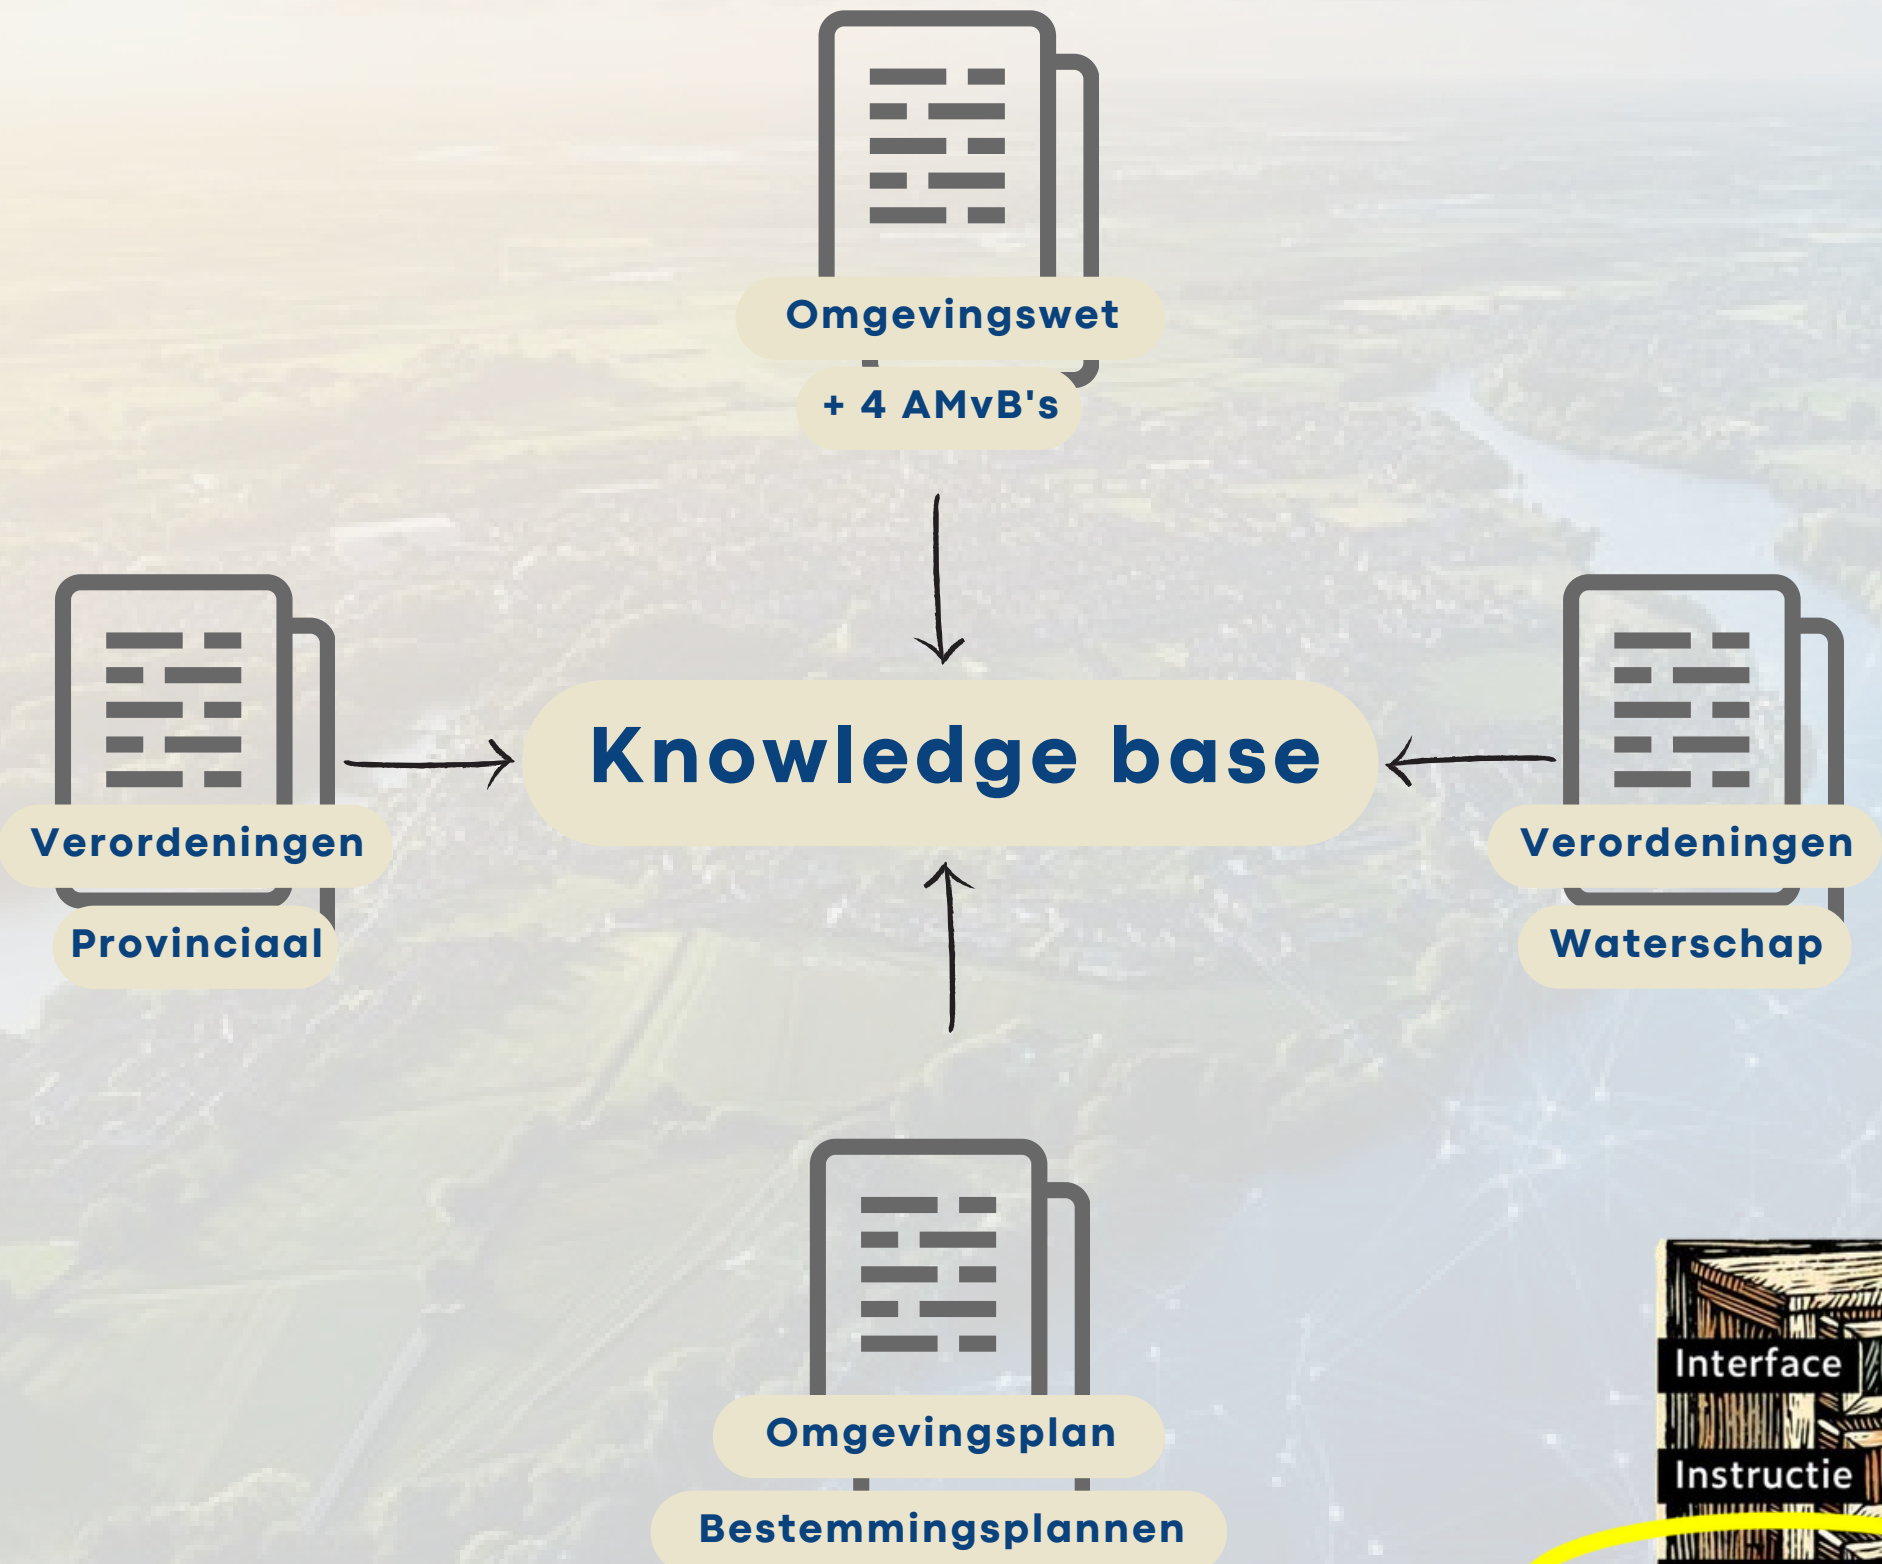 Omgevingswet
+ 4 AMvB's
Knowledge base
Verordeningen
Provinciaal
Verordeningen
Waterschap
Omgevingsplan
Bestemmingsplannen
Interface
Instructie